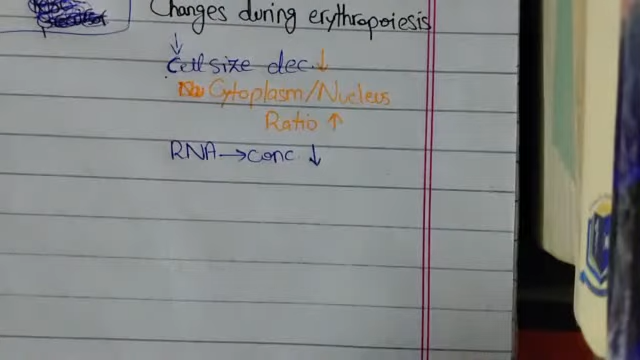 Changes during erythropoiesis
↓
Cell size dec. ↓
Cytoplasm/Nucleus
Ratio ↑
RNA → conc. ↓